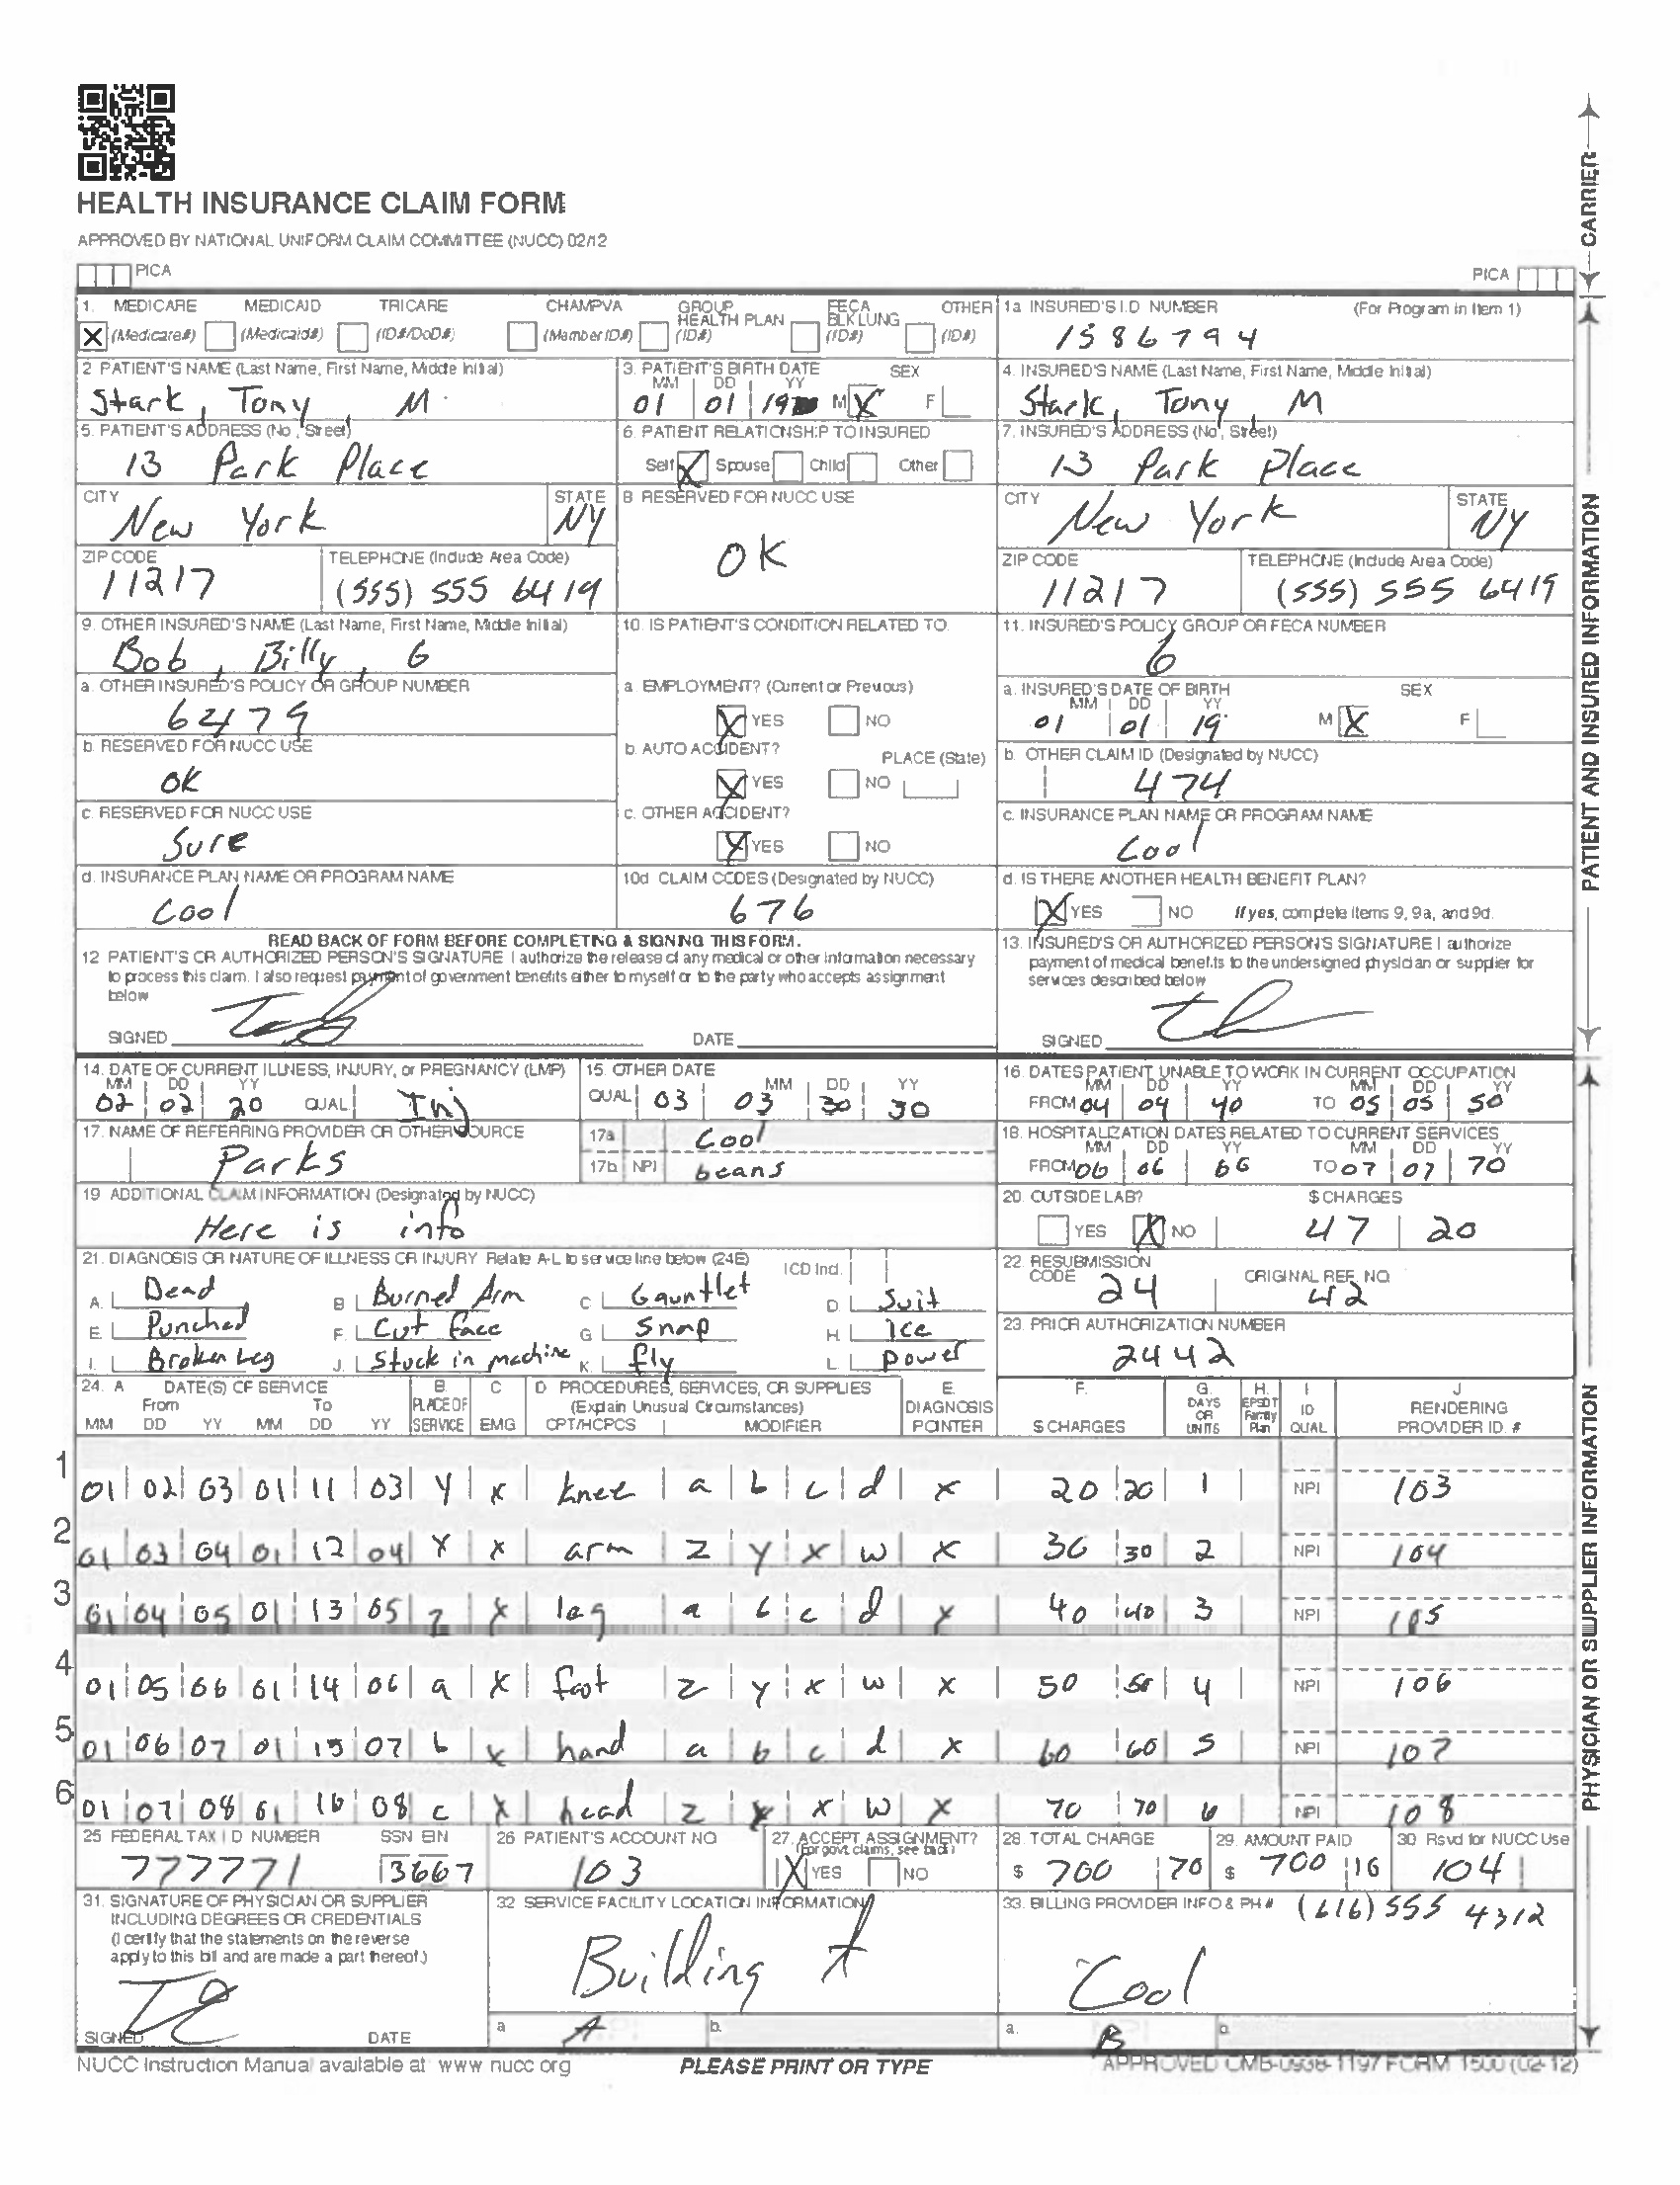 HEALTH INSURANCE CLAIM FORM
APPROVED BY NATIONAL UNIFORM CLAIM COMMITTEE (NUCC) 02/12
PICA PICA
CARRIER
1. MEDICARE MEDICAID TRICARE CHAMPVA GROUP HEALTH PLAN FECA BLK LUNG OTHER
X (Medicare#) (Medicaid#) (ID#/DoD#) (Member ID#) (ID#) (ID#) (ID#)
1a INSURED'S I.D NUMBER (For Program in Item 1)
1586794
2 PATIENT'S NAME (Last Name, First Name, Middle Initial)
Stark, Tony, M
3. PATIENT'S BIRTH DATE SEX
MM DD YY
01 01 19 M X F
4. INSURED'S NAME (Last Name, First Name, Middle Initial)
Stark, Tony, M
5. PATIENT'S ADDRESS (No, Street)
13 Park Place
6. PATIENT RELATIONSHIP TO INSURED
Self X Spouse Child Other
7. INSURED'S ADDRESS (No, Street)
13 Park Place
CITY STATE
New York NY
8 RESERVED FOR NUCC USE
OK
CITY STATE
New York NY
ZIP CODE TELEPHONE (Include Area Code)
11217 (555) 555 6419
ZIP CODE TELEPHONE (Include Area Code)
11217 (555) 555 6419
9. OTHER INSURED'S NAME (Last Name, First Name, Middle Initial)
Bob, Billy, G
10. IS PATIENT'S CONDITION RELATED TO
11. INSURED'S POLICY GROUP OR FECA NUMBER
6
a. OTHER INSURED'S POLICY OR GROUP NUMBER
6479
a. EMPLOYMENT? (Current or Previous)
X YES NO
a. INSURED'S DATE OF BIRTH SEX
MM DD YY
01 01 19 M X F
b. RESERVED FOR NUCC USE
OK
b. AUTO ACCIDENT? PLACE (State)
X YES NO
b. OTHER CLAIM ID (Designated by NUCC)
474
c. RESERVED FOR NUCC USE
Sure
c. OTHER ACCIDENT?
X YES NO
c. INSURANCE PLAN NAME OR PROGRAM NAME
Cool
d. INSURANCE PLAN NAME OR PROGRAM NAME
Cool
10d CLAIM CODES (Designated by NUCC)
676
d. IS THERE ANOTHER HEALTH BENEFIT PLAN?
X YES NO If yes, complete items 9, 9a, and 9d.
READ BACK OF FORM BEFORE COMPLETING & SIGNING THIS FORM.
12 PATIENT'S OR AUTHORIZED PERSON'S SIGNATURE I authorize the release of any medical or other information necessary
to process this claim. I also request payment of government benefits either to myself or to the party who accepts assignment
below
SIGNED DATE
13. INSURED'S OR AUTHORIZED PERSON'S SIGNATURE I authorize
payment of medical benefits to the undersigned physician or supplier for
services described below
SIGNED
PATIENT AND INSURED INFORMATION
14. DATE OF CURRENT ILLNESS, INJURY, or PREGNANCY (LMP)
MM DD YY
02 02 20 QUAL Inj
15. OTHER DATE
MM DD YY
QUAL 03 03 30 30
16. DATES PATIENT UNABLE TO WORK IN CURRENT OCCUPATION
MM DD YY MM DD YY
FROM 04 04 40 TO 05 05 50
17. NAME OF REFERRING PROVIDER OR OTHER SOURCE
Parks
17a Cool
17b NPI beans
18. HOSPITALIZATION DATES RELATED TO CURRENT SERVICES
MM DD YY MM DD YY
FROM 06 06 60 TO 07 07 70
19 ADDITIONAL CLAIM INFORMATION (Designated by NUCC)
Here is info
20. OUTSIDE LAB? $ CHARGES
YES X NO 47 20
21. DIAGNOSIS OR NATURE OF ILLNESS OR INJURY Relate A-L to service line below (24E) ICD Ind.
A. Dead B Burned Arm C Gauntlet D. Suit
E. Punched F. Cut face G Snap H. Ice
I. Broken Leg J. Stuck in machine K. fly L. power
22. RESUBMISSION CODE ORIGINAL REF. NO
24 42
23. PRIOR AUTHORIZATION NUMBER
2442
24. A DATE(S) OF SERVICE B. C D PROCEDURES, SERVICES, OR SUPPLIES E. F. G. H. I J
From To PLACE OF (Explain Unusual Circumstances) DIAGNOSIS DAYS OR EPSDT Family ID RENDERING
MM DD YY MM DD YY SERVICE EMG CPT/HCPCS MODIFIER POINTER $ CHARGES UNITS Plan QUAL PROVIDER ID. #
1 01 02 03 01 11 03 y x knee a b c d x 20 20 1 NPI 103
2 01 03 04 01 12 04 x x arm z y x w x 30 30 2 NPI 104
3 01 04 05 01 13 05 z x leg a b c d x 40 40 3 NPI 105
4 01 05 06 01 14 06 a x foot z y x w x 50 50 4 NPI 106
5 01 06 07 01 15 07 b x hand a b c d x 60 60 5 NPI 107
6 01 07 08 01 16 08 c x head z y x w x 70 70 6 NPI 108
25 FEDERAL TAX I D NUMBER SSN EIN
777771 3667
26 PATIENT'S ACCOUNT NO
103
27. ACCEPT ASSIGNMENT?
(For govt. claims, see back)
X YES NO
28. TOTAL CHARGE
$ 700 70
29. AMOUNT PAID
$ 700 16
30 Rsvd for NUCC Use
104
31. SIGNATURE OF PHYSICIAN OR SUPPLIER
INCLUDING DEGREES OR CREDENTIALS
(I certify that the statements on the reverse
apply to this bill and are made a part thereof.)
SIGNED DATE
32 SERVICE FACILITY LOCATION INFORMATION
Building A
a A b.
33. BILLING PROVIDER INFO & PH # (616) 555 4312
Cool
a. B b.
PHYSICIAN OR SUPPLIER INFORMATION
NUCC Instruction Manual available at www nucc org PLEASE PRINT OR TYPE APPROVED OMB-0938-1197 FORM 1500 (02-12)